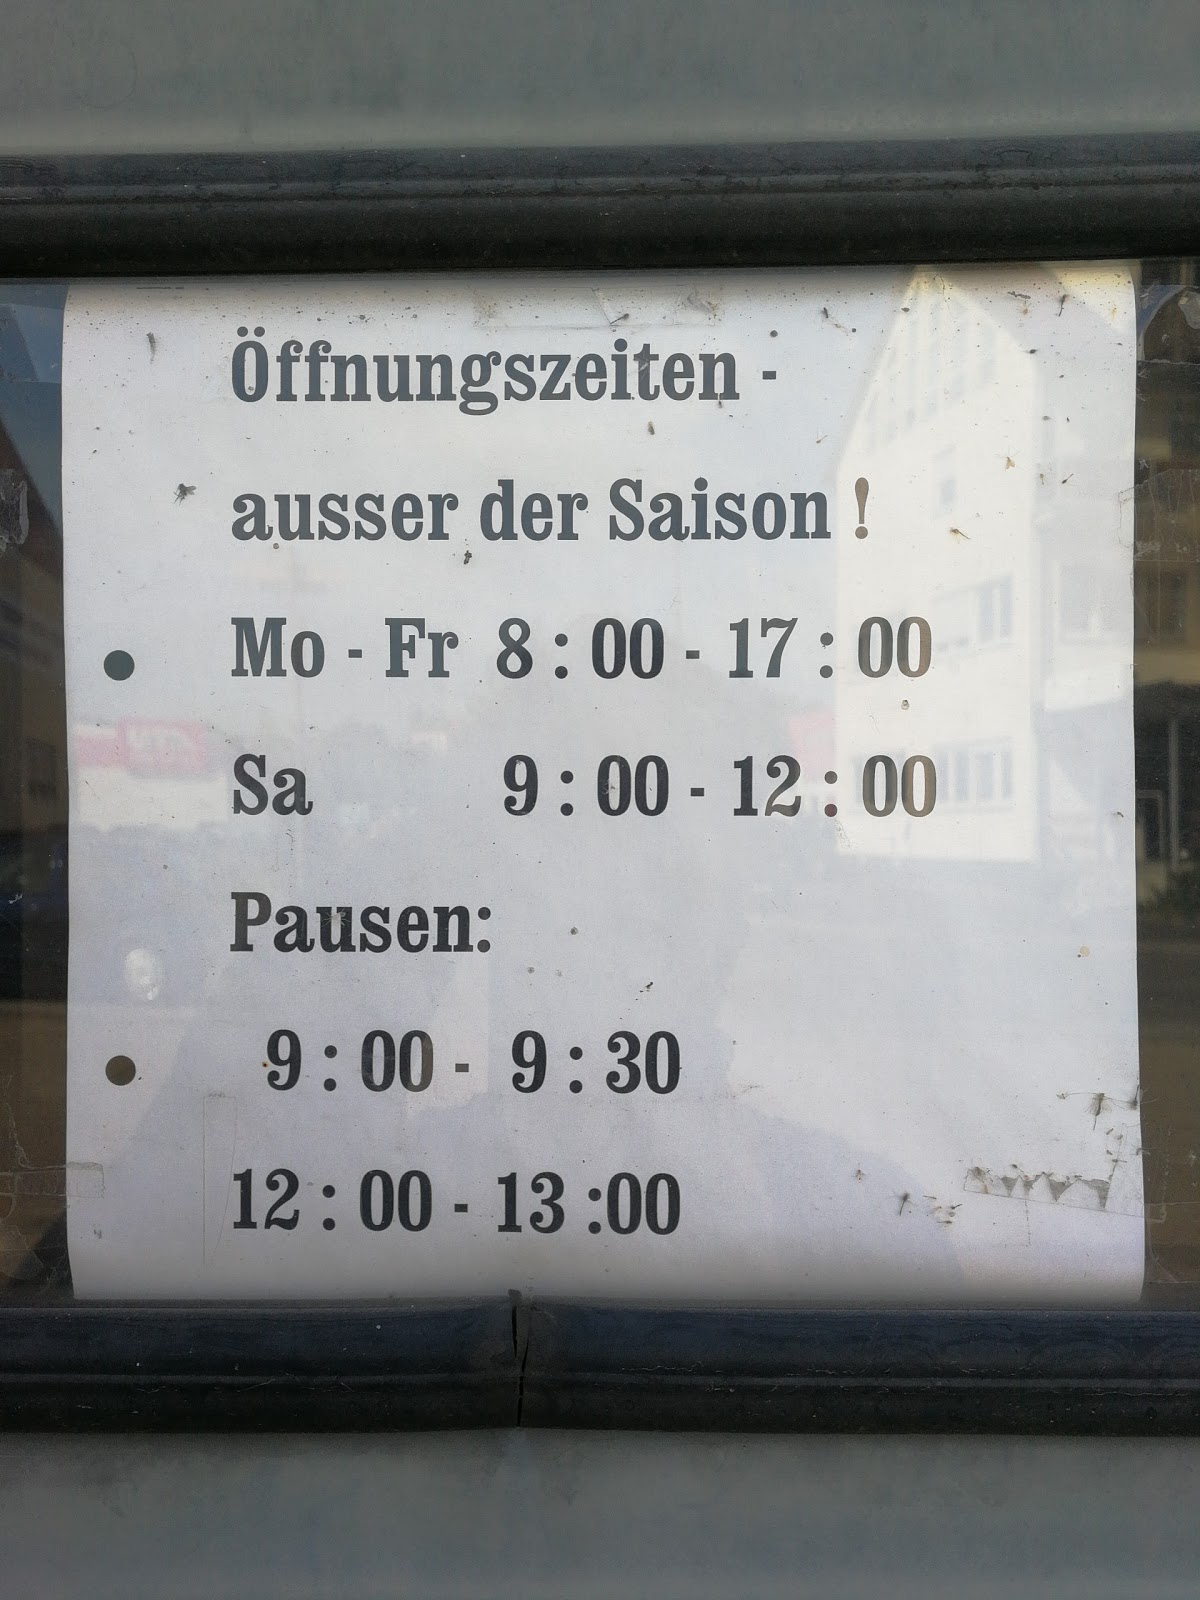 Öffnungszeiten -
ausser der Saison !
Mo - Fr 8 : 00 - 17 : 00
Sa 9 : 00 - 12 : 00
Pausen:
9 : 00 - 9 : 30
12 : 00 - 13 :00